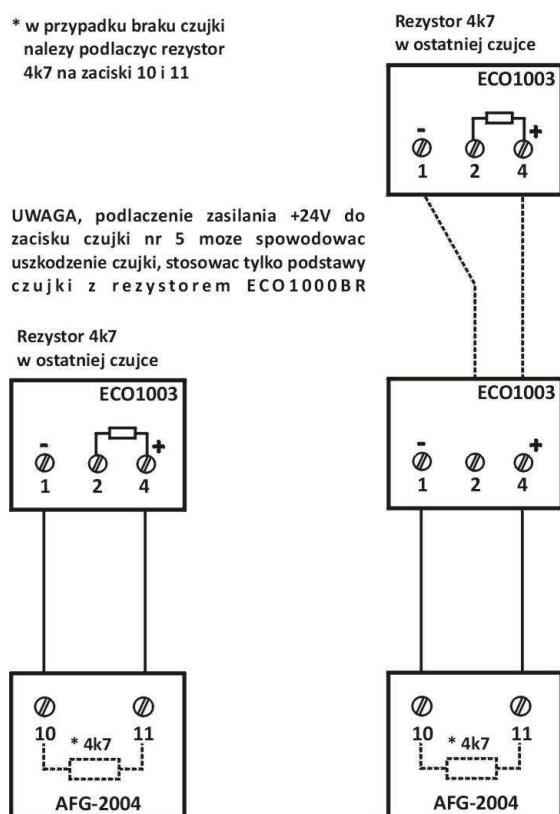 * w przypadku braku czujki
nalezy podlaczyc rezystor
4k7 na zaciski 10 i 11
Rezystor 4k7
w ostatniej czujce
ECO1003
- +
1 2 4
UWAGA, podlaczenie zasilania +24V do
zacisku czujki nr 5 moze spowodowac
uszkodzenie czujki, stosowac tylko podstawy
czujki z rezystorem ECO1000BR
Rezystor 4k7
w ostatniej czujce
ECO1003
- +
1 2 4
ECO1003
- +
1 2 4
10 11
* 4k7
AFG-2004
10 11
* 4k7
AFG-2004